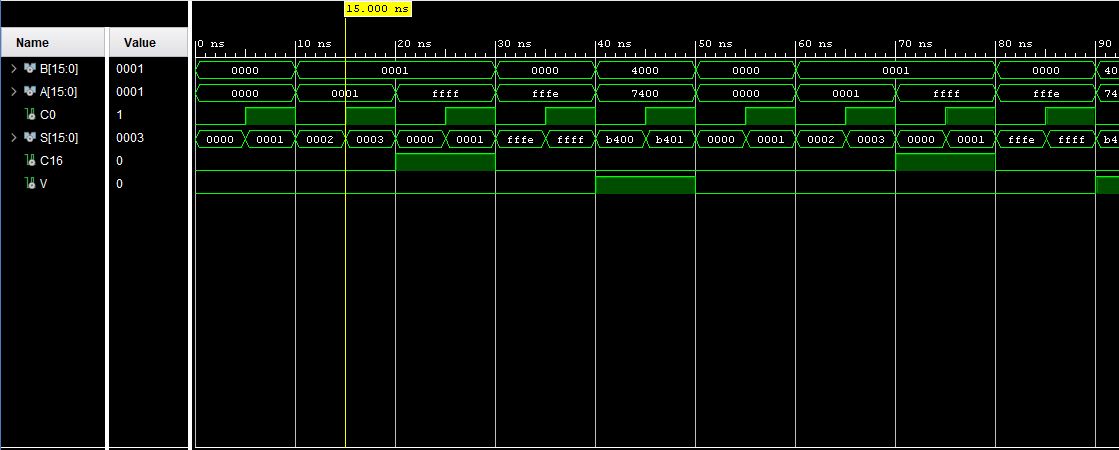 15.000 ns
Name Value 0 ns 10 ns 20 ns 30 ns 40 ns 50 ns 60 ns 70 ns 80 ns 90
B[15:0] 0001 0000 0001 0000 4000 0000 0001 0000 40
A[15:0] 0001 0000 0001 ffff fffe 7400 0000 0001 ffff fffe 74
C0 1
S[15:0] 0003 0000 0001 0002 0003 0000 0001 fffe ffff b400 b401 0000 0001 0002 0003 0000 0001 fffe ffff b4
C16 0
V 0